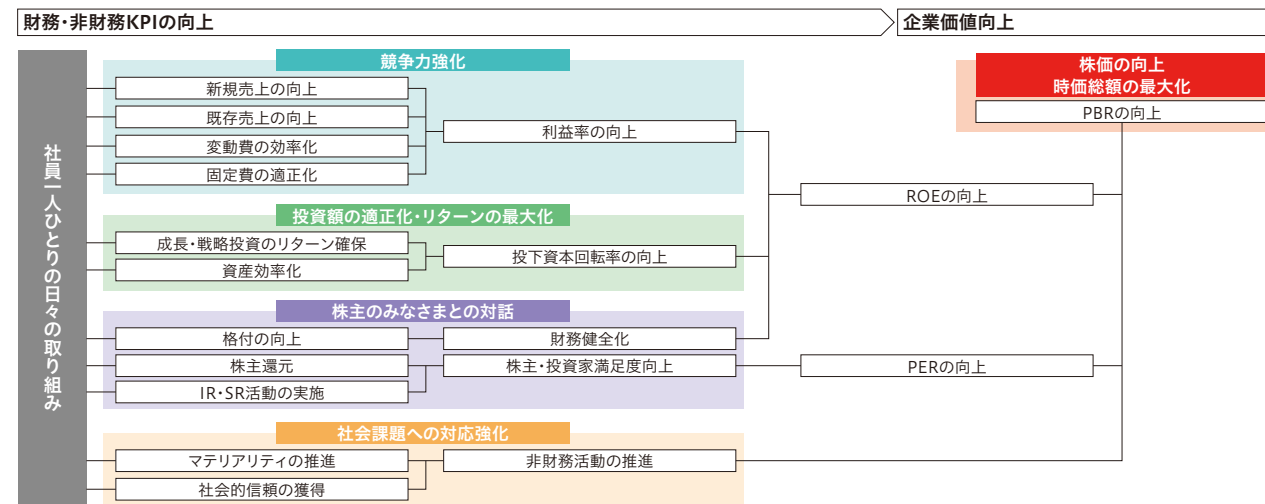 財務・非財務KPIの向上
企業価値向上
社員一人ひとりの日々の取り組み
競争力強化
新規売上の向上
既存売上の向上
変動費の効率化
固定費の適正化
利益率の向上
投資額の適正化・リターンの最大化
成長・戦略投資のリターン確保
資産効率化
投下資本回転率の向上
株主のみなさまとの対話
格付の向上
財務健全化
株主還元
株主・投資家満足度向上
IR・SR活動の実施
社会課題への対応強化
マテリアリティの推進
非財務活動の推進
社会的信頼の獲得
ROEの向上
PERの向上
株価の向上
時価総額の最大化
PBRの向上